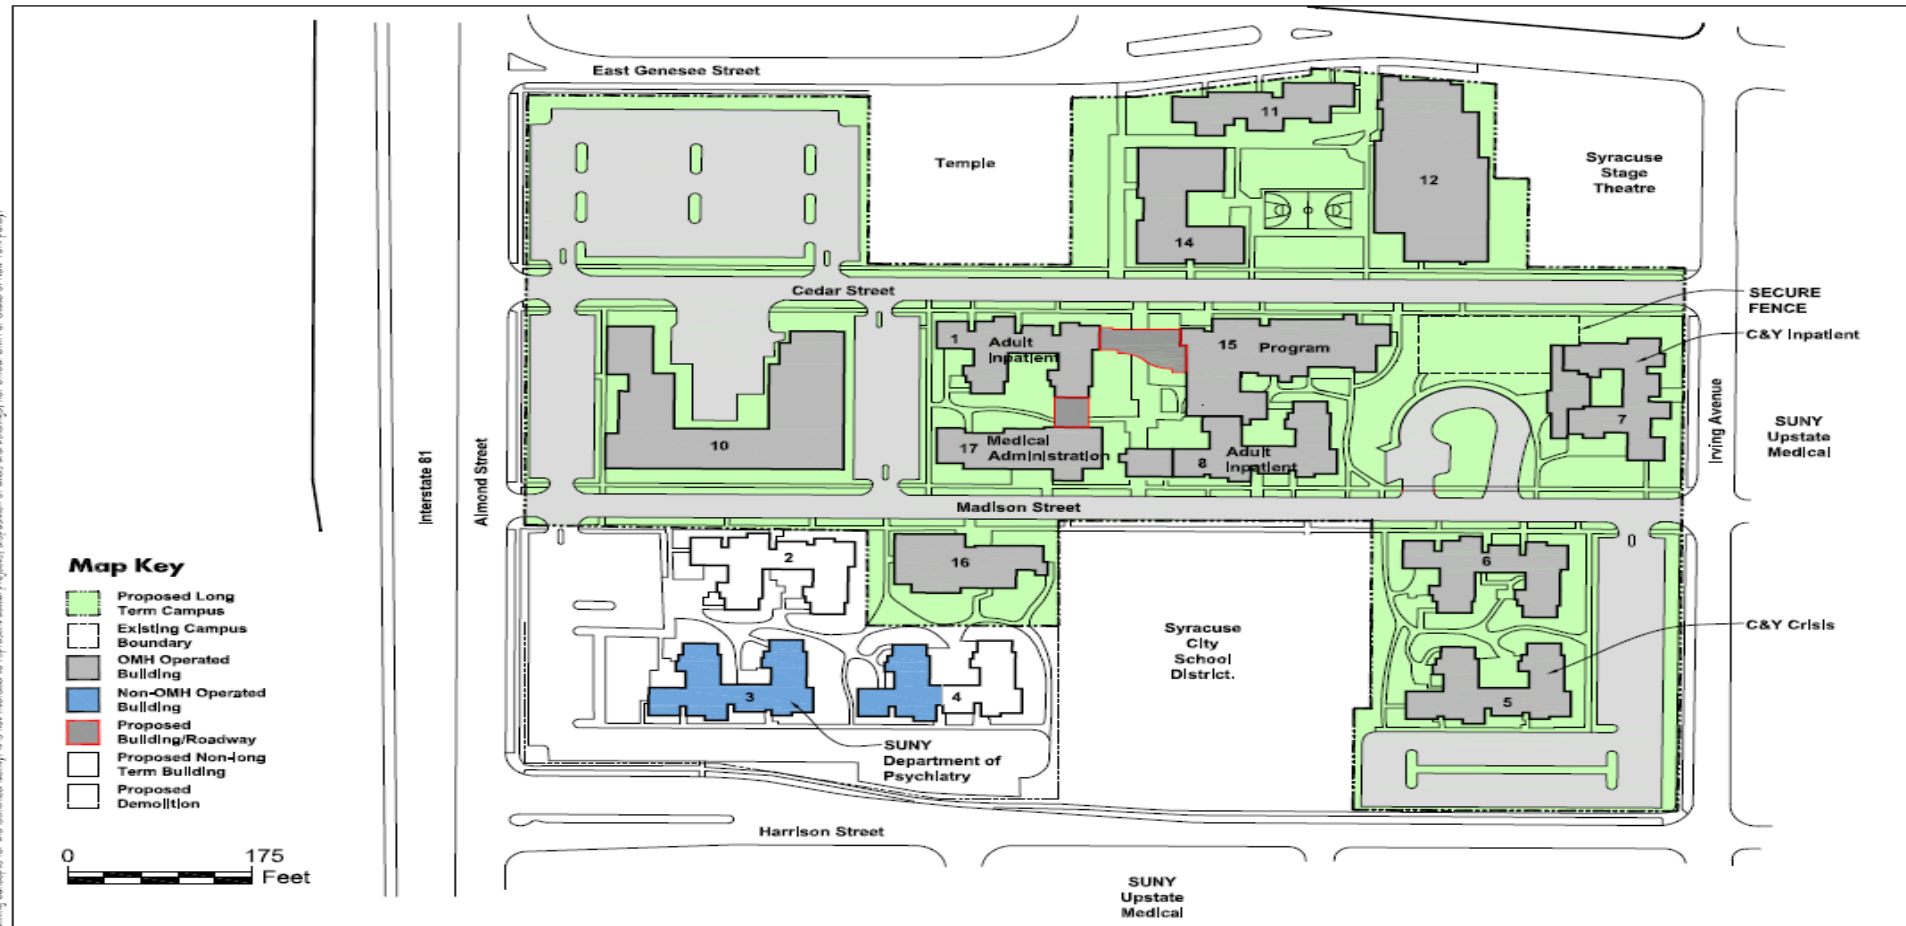 East Genesee Street
11
Temple
Syracuse
Stage
Theatre
12
14
Cedar Street
SECURE
FENCE
1
Adult
Inpatient
15
Program
C&Y Inpatient
10
17
Medical
Administration
8
Adult
Inpatient
7
Interstate 81
Almond Street
Irving Avenue
SUNY
Upstate
Medical
Madison Street
2
16
6
Map Key
Proposed Long
Term Campus
Existing Campus
Boundary
OMH Operated
Building
Non-OMH Operated
Building
Proposed
Building/Roadway
Proposed Non-long
Term Building
Proposed
Demolition
Syracuse
City
School
District.
C&Y Crisis
3
4
5
SUNY
Department of
Psychiatry
Harrison Street
0 175
Feet
SUNY
Upstate
Medical